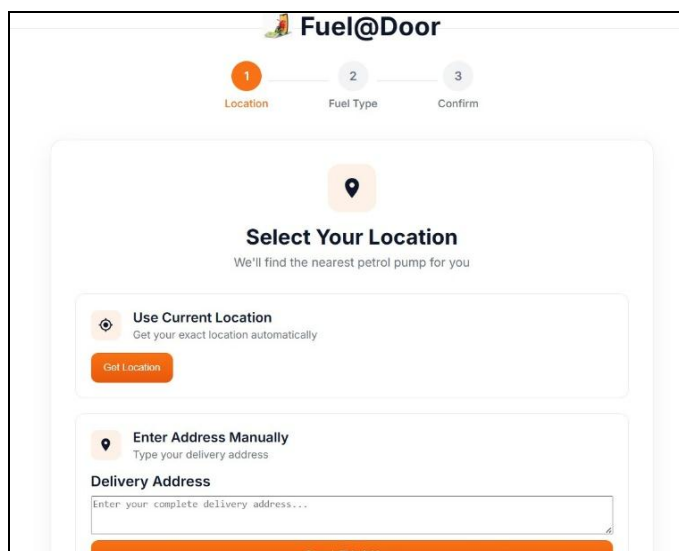 Fuel@Door
1 2 3
Location Fuel Type Confirm
Select Your Location
We'll find the nearest petrol pump for you
Use Current Location
Get your exact location automatically
Get Location
Enter Address Manually
Type your delivery address
Delivery Address
Enter your complete delivery address...